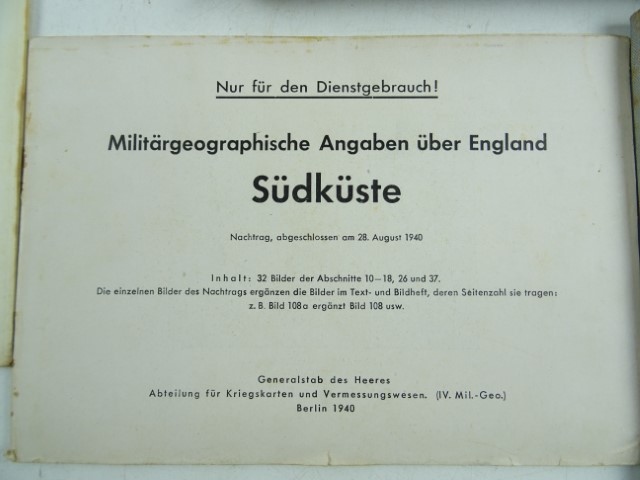 Nur für den Dienstgebrauch!
Militärgeographische Angaben über England
Südküste
Nachtrag, abgeschlossen am 28. August 1940
Inhalt: 32 Bilder der Abschnitte 10–18, 26 und 37.
Die einzelnen Bilder des Nachtrags ergänzen die Bilder im Text- und Bildheft, deren Seitenzahl sie tragen:
z. B. Bild 108a ergänzt Bild 108 usw.
Generalstab des Heeres
Abteilung für Kriegskarten und Vermessungswesen. (IV. Mil.-Geo.)
Berlin 1940